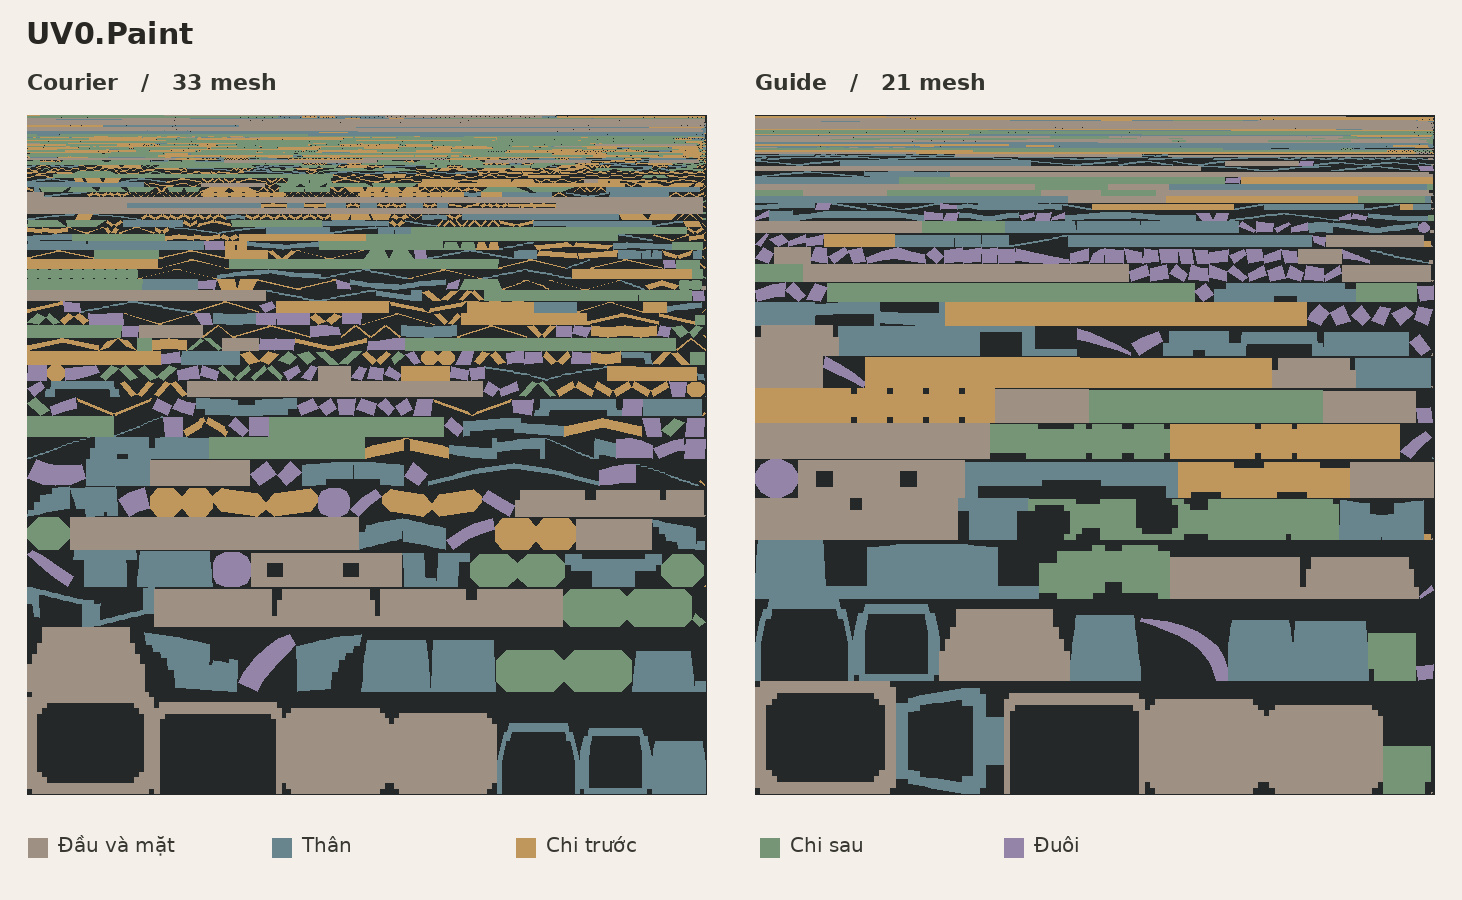 UV0.Paint
Courier / 33 mesh
Guide / 21 mesh
Đầu và mặt
Thân
Chi trước
Chi sau
Đuôi